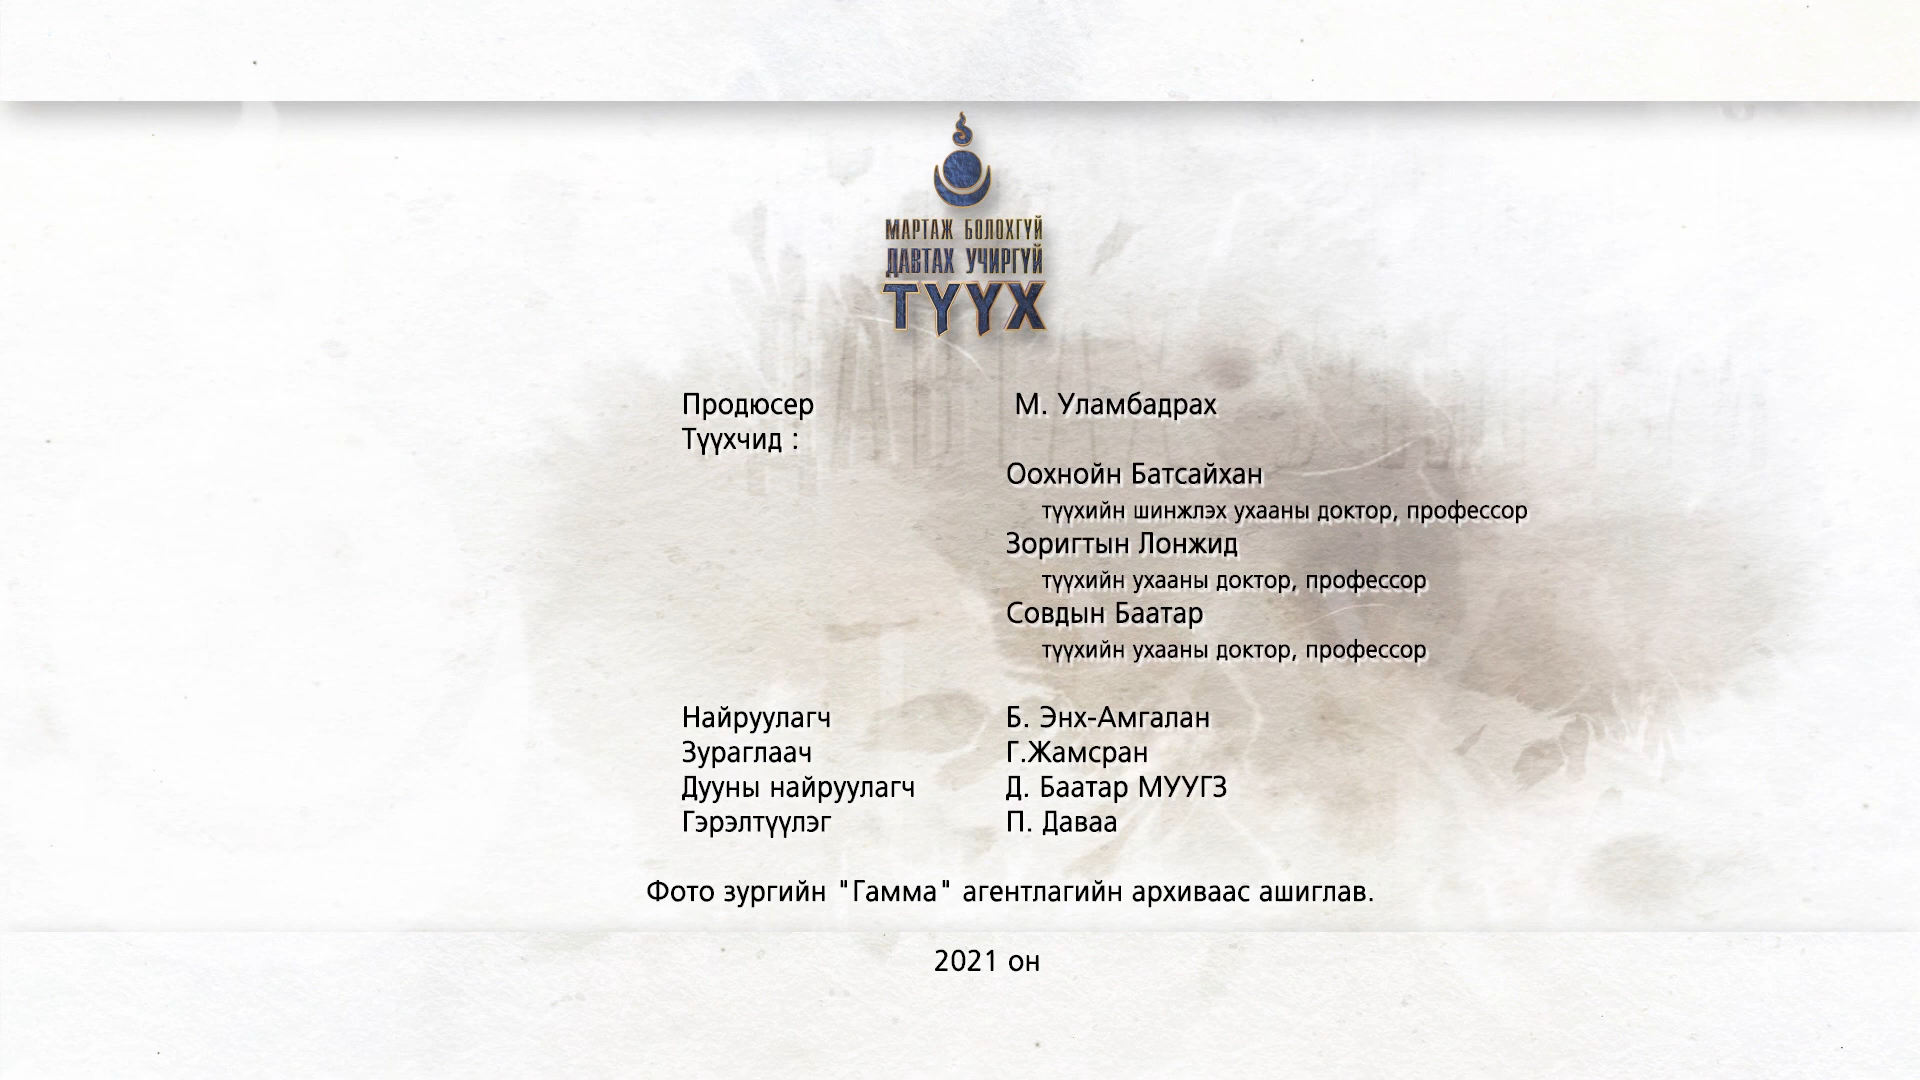 МАРТАЖ БОЛОХГҮЙ
ДАВТАХ УЧИРГҮЙ
ТҮҮХ
Продюсер М. Уламбадрах
Түүхчид :
Оохнойн Батсайхан
түүхийн шинжлэх ухааны доктор, профессор
Зоригтын Лонжид
түүхийн ухааны доктор, профессор
Совдын Баатар
түүхийн ухааны доктор, профессор
Найруулагч Б. Энх-Амгалан
Зураглаач Г.Жамсран
Дууны найруулагч Д. Баатар МУУГЗ
Гэрэлтүүлэг П. Даваа
Фото зургийн "Гамма" агентлагийн архиваас ашиглав.
2021 он